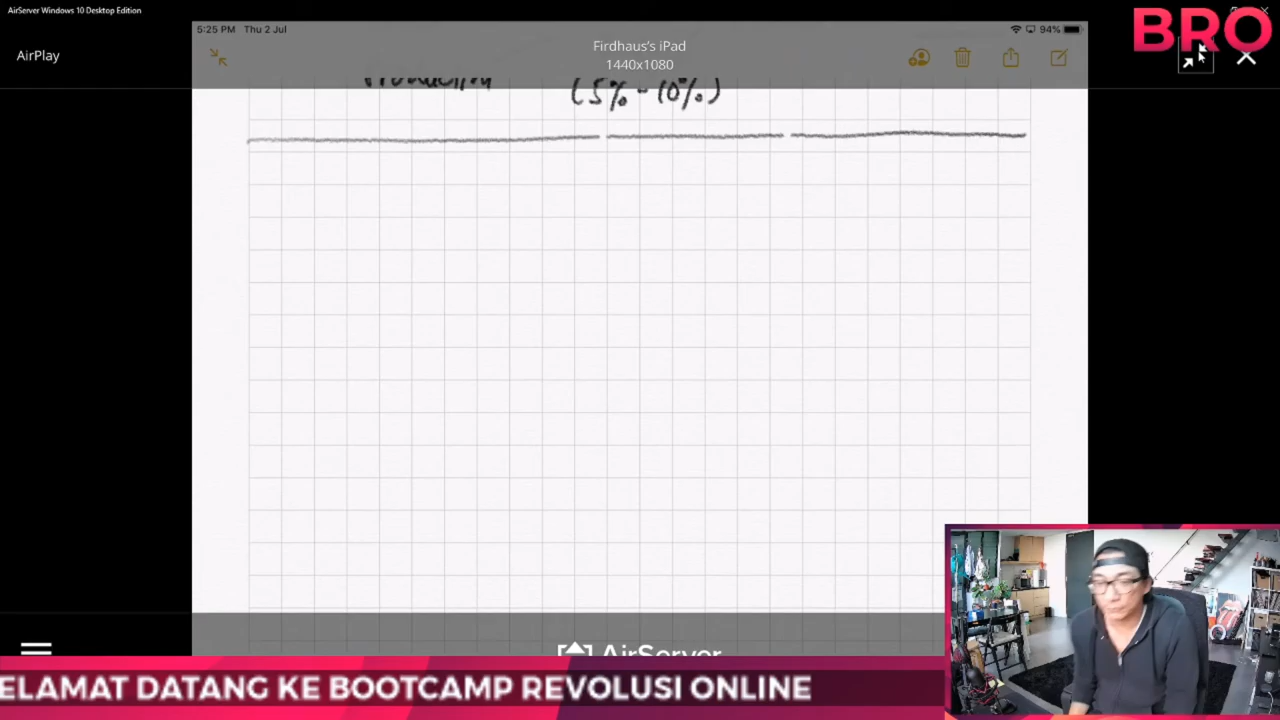 AirServer Windows 10 Desktop Edition
BRO
5:25 PM Thu 2 Jul
94%
AirPlay
Firdhaus's iPad
1440x1080
(5% - 10%)
AirServer
ELAMAT DATANG KE BOOTCAMP REVOLUSI ONLINE